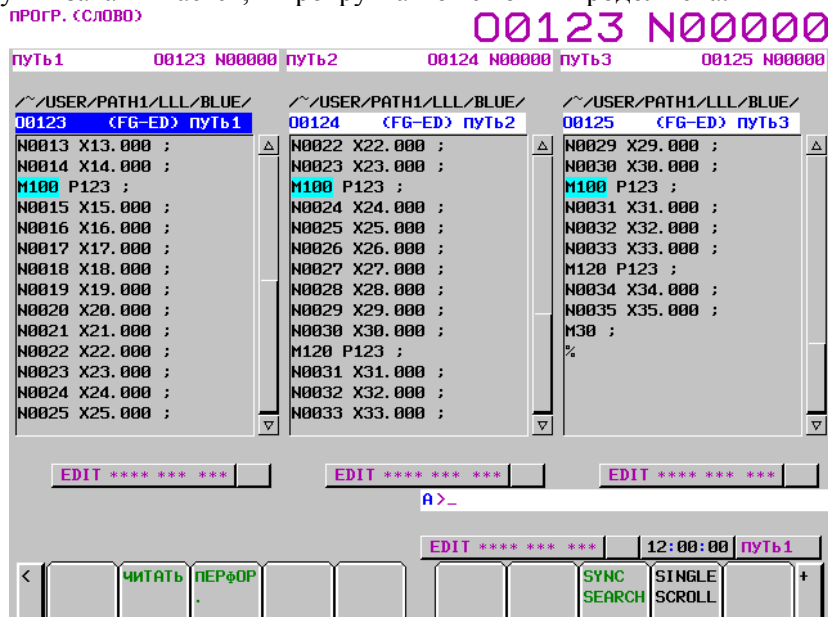 ПРОГР.(СЛОВО)
O0123 N00000
ПУТЬ1 O0123 N00000 ПУТЬ2 O0124 N00000 ПУТЬ3 O0125 N00000
/~/USER/PATH1/LLL/BLUE/ /~/USER/PATH1/LLL/BLUE/ /~/USER/PATH1/LLL/BLUE/
O0123 (FG-ED) ПУТЬ1 O0124 (FG-ED) ПУТЬ2 O0125 (FG-ED) ПУТЬ3
N0013 X13.000 ; N0022 X22.000 ; N0029 X29.000 ;
N0014 X14.000 ; N0023 X23.000 ; N0030 X30.000 ;
M100 P123 ; M100 P123 ; M100 P123 ;
N0015 X15.000 ; N0024 X24.000 ; N0031 X31.000 ;
N0016 X16.000 ; N0025 X25.000 ; N0032 X32.000 ;
N0017 X17.000 ; N0026 X26.000 ; N0033 X33.000 ;
N0018 X18.000 ; N0027 X27.000 ; M120 P123 ;
N0019 X19.000 ; N0028 X28.000 ; N0034 X34.000 ;
N0020 X20.000 ; N0029 X29.000 ; N0035 X35.000 ;
N0021 X21.000 ; N0030 X30.000 ; M30 ;
N0022 X22.000 ; M120 P123 ; %
N0023 X23.000 ; N0031 X31.000 ;
N0024 X24.000 ; N0032 X32.000 ;
N0025 X25.000 ; N0033 X33.000 ;
EDIT **** *** *** EDIT **** *** *** EDIT **** *** ***
A>_
EDIT **** *** *** 12:00:00 ПУТЬ1
< ЧИТАТЬ ПЕРФОР SYNC SINGLE +
. SEARCH SCROLL